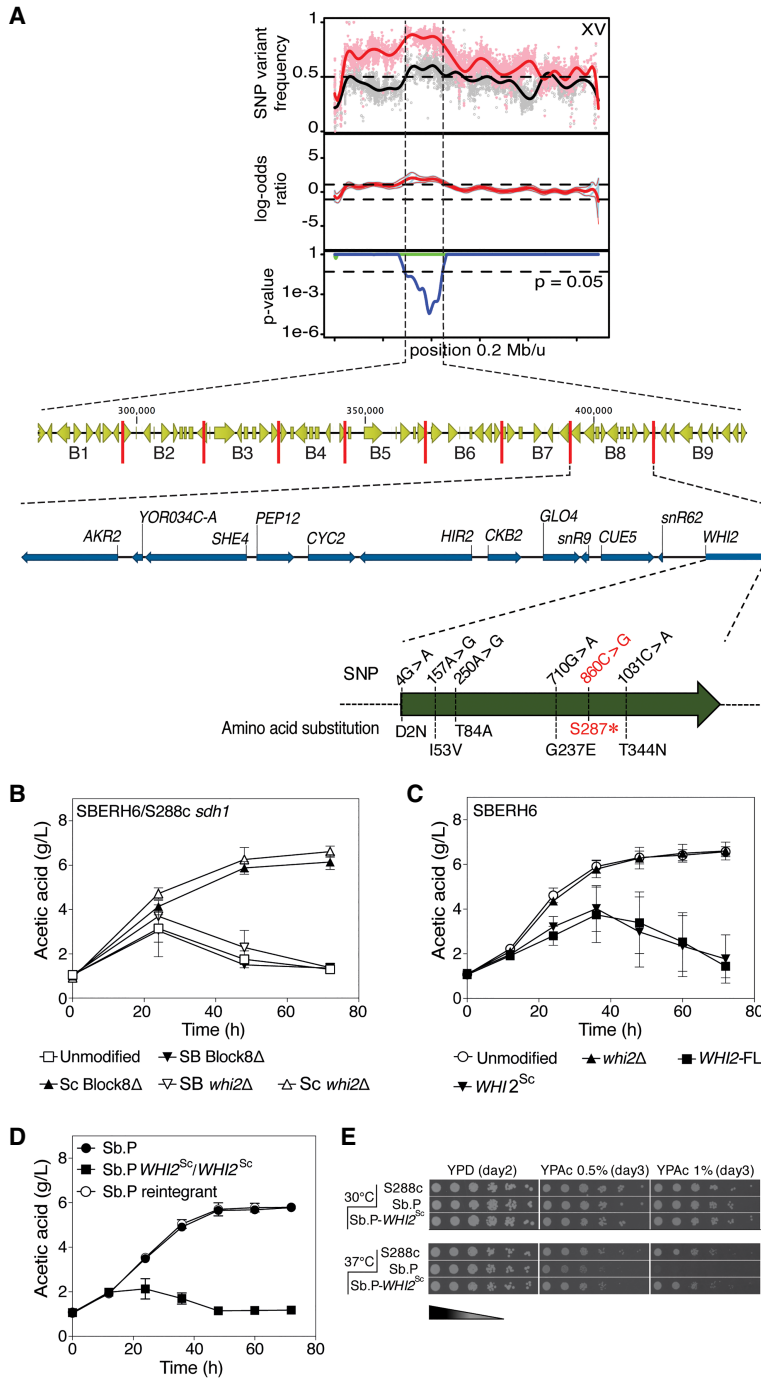 A
XV
SNP variant
frequency
1
0.5
0
log-odds
ratio
5
0
-5
p-value
1
1e-3
1e-6
p = 0.05
position 0.2 Mb/u
300,000 350,000 400,000
B1 B2 B3 B4 B5 B6 B7 B8 B9
YOR034C-A PEP12 GLO4 snR62
AKR2 SHE4 CYC2 HIR2 CKB2 snR9 CUE5 WHI2
SNP
4G > A 157A > G 250A > G 710G > A 860C > G 1031C > A
Amino acid substitution
D2N T84A S287*
I53V G237E T344N
B
SBERH6/S288c sdh1
Acetic acid (g/L)
8
6
4
2
0
0 20 40 60 80
Time (h)
Unmodified SB Block8Δ
Sc Block8Δ SB whi2Δ Sc whi2Δ
C
SBERH6
Acetic acid (g/L)
8
6
4
2
0
0 20 40 60 80
Time (h)
Unmodified whi2Δ WHI2-FL
WHI2Sc
D
Sb.P
Sb.P WHI2Sc/WHI2Sc
Sb.P reintegrant
Acetic acid (g/L)
8
6
4
2
0
0 20 40 60 80
Time (h)
E
YPD (day2) YPAc 0.5% (day3) YPAc 1% (day3)
30°C
S288c
Sb.P
Sb.P-WHI2Sc
37°C
S288c
Sb.P
Sb.P-WHI2Sc